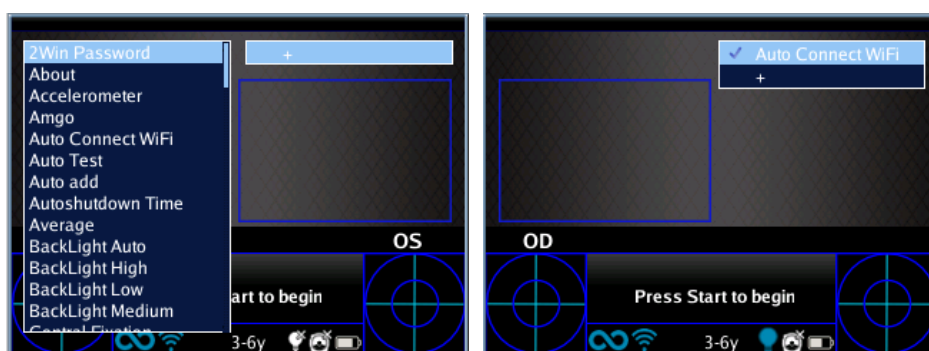 2Win Password
About
Accelerometer
Amgo
Auto Connect WiFi
Auto Test
Auto add
Autoshutdown Time
Average
BackLight Auto
BackLight High
BackLight Low
BackLight Medium
Central Fixation
+
OS
art to begin
3-6y
Auto Connect WiFi
+
OD
Press Start to begin
3-6y